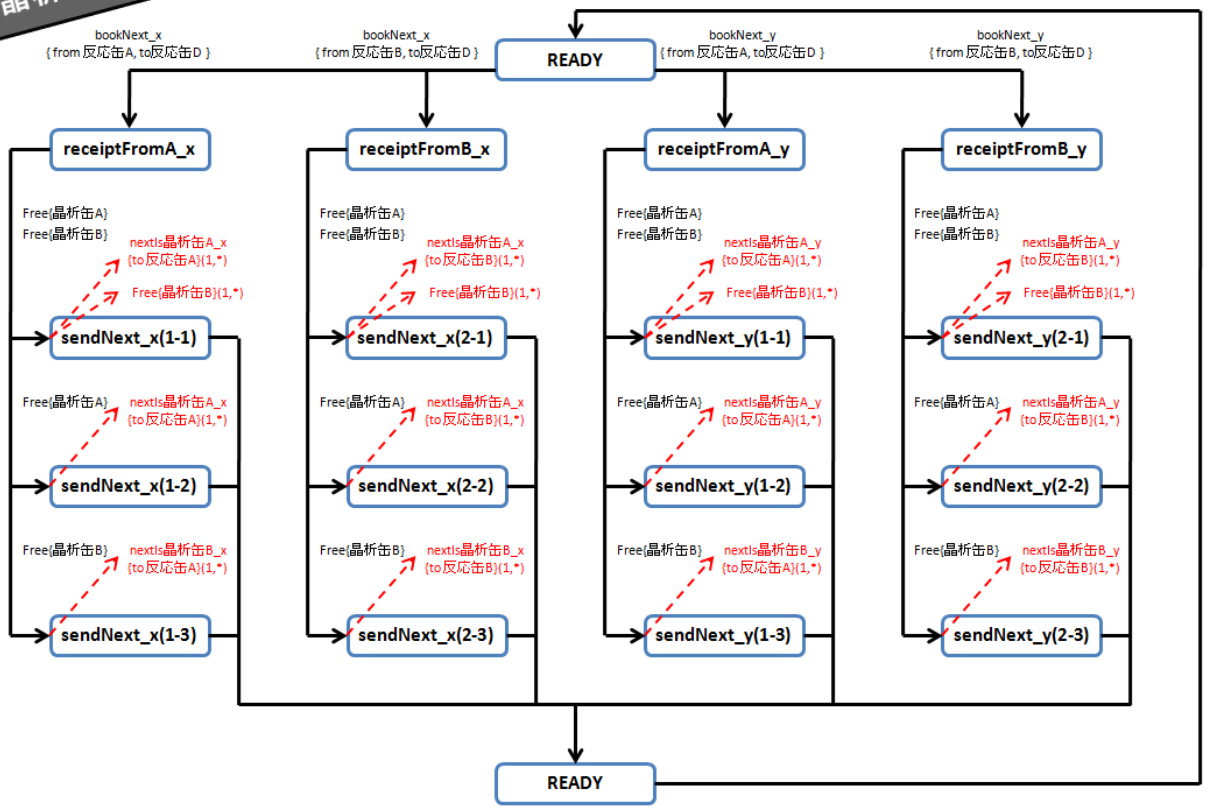 bookNext_x
{ from 反応缶A, to反応缶D }
bookNext_x
{ from 反応缶B, to反応缶D }
READY
bookNext_y
{ from 反応缶A, to反応缶D }
bookNext_y
{ from 反応缶B, to反応缶D }
receiptFromA_x
receiptFromB_x
receiptFromA_y
receiptFromB_y
Free{晶析缶A}
Free{晶析缶B}
nextIs晶析缶A_x
{to反応缶A}(1,*)
Free{晶析缶B}(1,*)
sendNext_x(1-1)
Free{晶析缶A}
Free{晶析缶B}
nextIs晶析缶A_x
{to反応缶B}(1,*)
Free{晶析缶B}(1,*)
sendNext_x(2-1)
Free{晶析缶A}
Free{晶析缶B}
nextIs晶析缶A_y
{to反応缶A}(1,*)
Free{晶析缶B}(1,*)
sendNext_y(1-1)
Free{晶析缶A}
Free{晶析缶B}
nextIs晶析缶A_y
{to反応缶B}(1,*)
Free{晶析缶B}(1,*)
sendNext_y(2-1)
Free{晶析缶A}
nextIs晶析缶A_x
{to反応缶A}(1,*)
sendNext_x(1-2)
Free{晶析缶A}
nextIs晶析缶A_x
{to反応缶B}(1,*)
sendNext_x(2-2)
Free{晶析缶A}
nextIs晶析缶A_y
{to反応缶A}(1,*)
sendNext_y(1-2)
Free{晶析缶A}
nextIs晶析缶A_y
{to反応缶B}(1,*)
sendNext_y(2-2)
Free{晶析缶B}
nextIs晶析缶B_x
{to反応缶A}(1,*)
sendNext_x(1-3)
Free{晶析缶B}
nextIs晶析缶B_x
{to反応缶B}(1,*)
sendNext_x(2-3)
Free{晶析缶B}
nextIs晶析缶B_y
{to反応缶A}(1,*)
sendNext_y(1-3)
Free{晶析缶B}
nextIs晶析缶B_y
{to反応缶B}(1,*)
sendNext_y(2-3)
READY